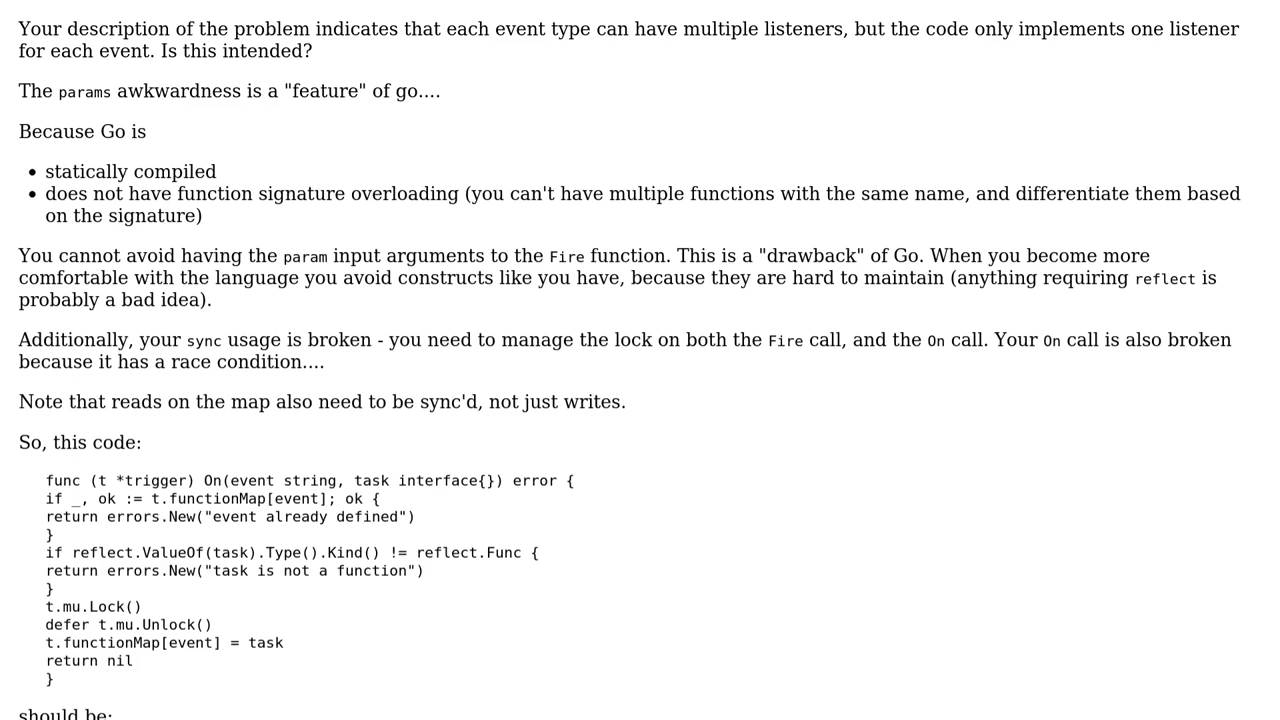 Your description of the problem indicates that each event type can have multiple listeners, but the code only implements one listener
for each event. Is this intended?
The params awkwardness is a "feature" of go....
Because Go is
• statically compiled
• does not have function signature overloading (you can't have multiple functions with the same name, and differentiate them based
on the signature)
You cannot avoid having the param input arguments to the Fire function. This is a "drawback" of Go. When you become more
comfortable with the language you avoid constructs like you have, because they are hard to maintain (anything requiring reflect is
probably a bad idea).
Additionally, your sync usage is broken - you need to manage the lock on both the Fire call, and the On call. Your On call is also broken
because it has a race condition....
Note that reads on the map also need to be sync'd, not just writes.
So, this code:
func (t *trigger) On(event string, task interface{}) error {
if _, ok := t.functionMap[event]; ok {
return errors.New("event already defined")
}
if reflect.ValueOf(task).Type().Kind() != reflect.Func {
return errors.New("task is not a function")
}
t.mu.Lock()
defer t.mu.Unlock()
t.functionMap[event] = task
return nil
}
should be: